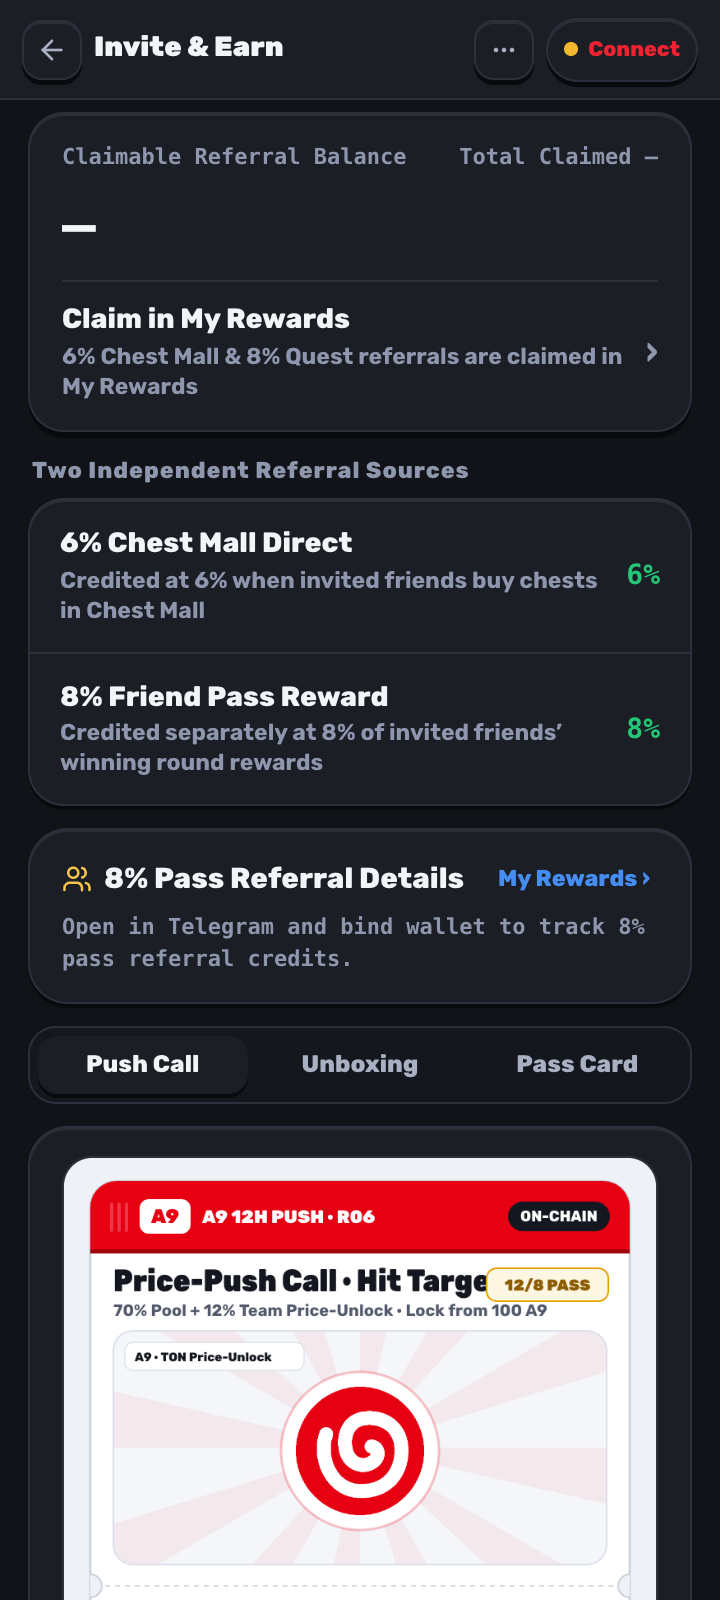 Invite & Earn
Connect
Claimable Referral Balance
Total Claimed —
—
Claim in My Rewards
6% Chest Mall & 8% Quest referrals are claimed in
My Rewards
Two Independent Referral Sources
6% Chest Mall Direct
Credited at 6% when invited friends buy chests
in Chest Mall
6%
8% Friend Pass Reward
Credited separately at 8% of invited friends’
winning round rewards
8%
8% Pass Referral Details
My Rewards ›
Open in Telegram and bind wallet to track 8%
pass referral credits.
Push Call
Unboxing
Pass Card
A9
A9 12H PUSH · R06
ON-CHAIN
Price-Push Call · Hit Targe
12/8 PASS
70% Pool + 12% Team Price-Unlock · Lock from 100 A9
A9 · TON Price-Unlock